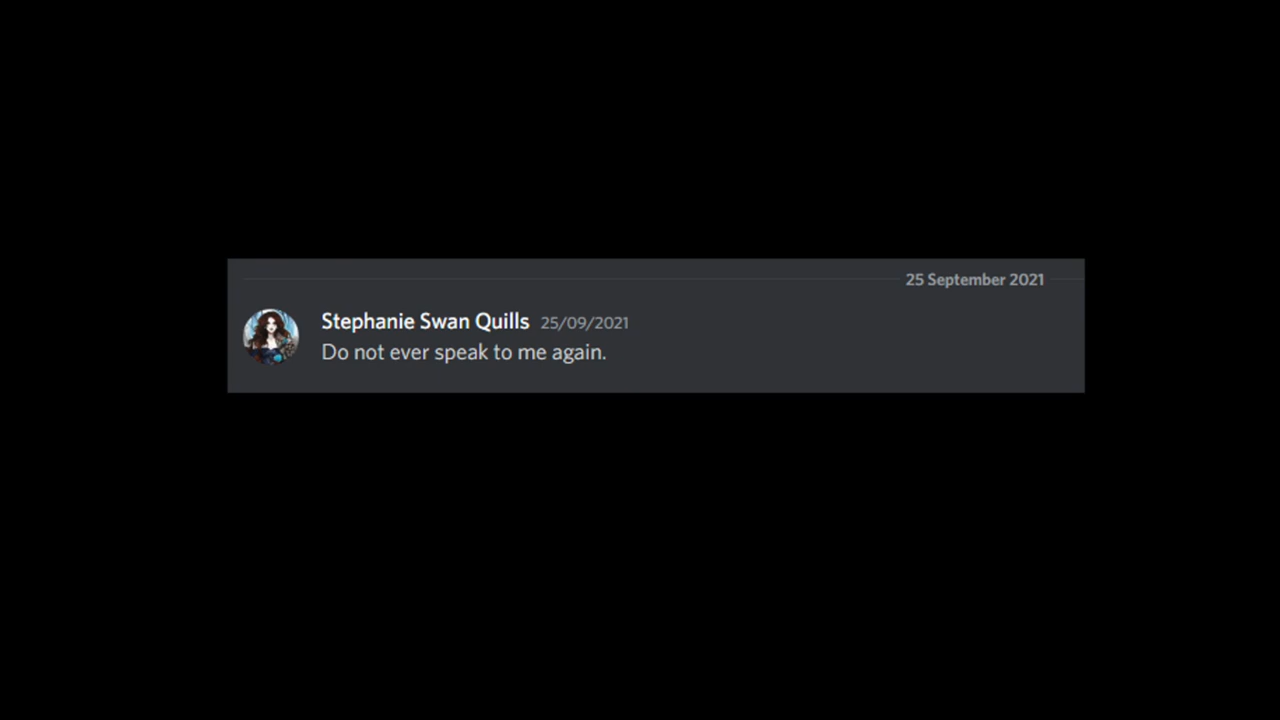 25 September 2021
Stephanie Swan Quills 25/09/2021
Do not ever speak to me again.